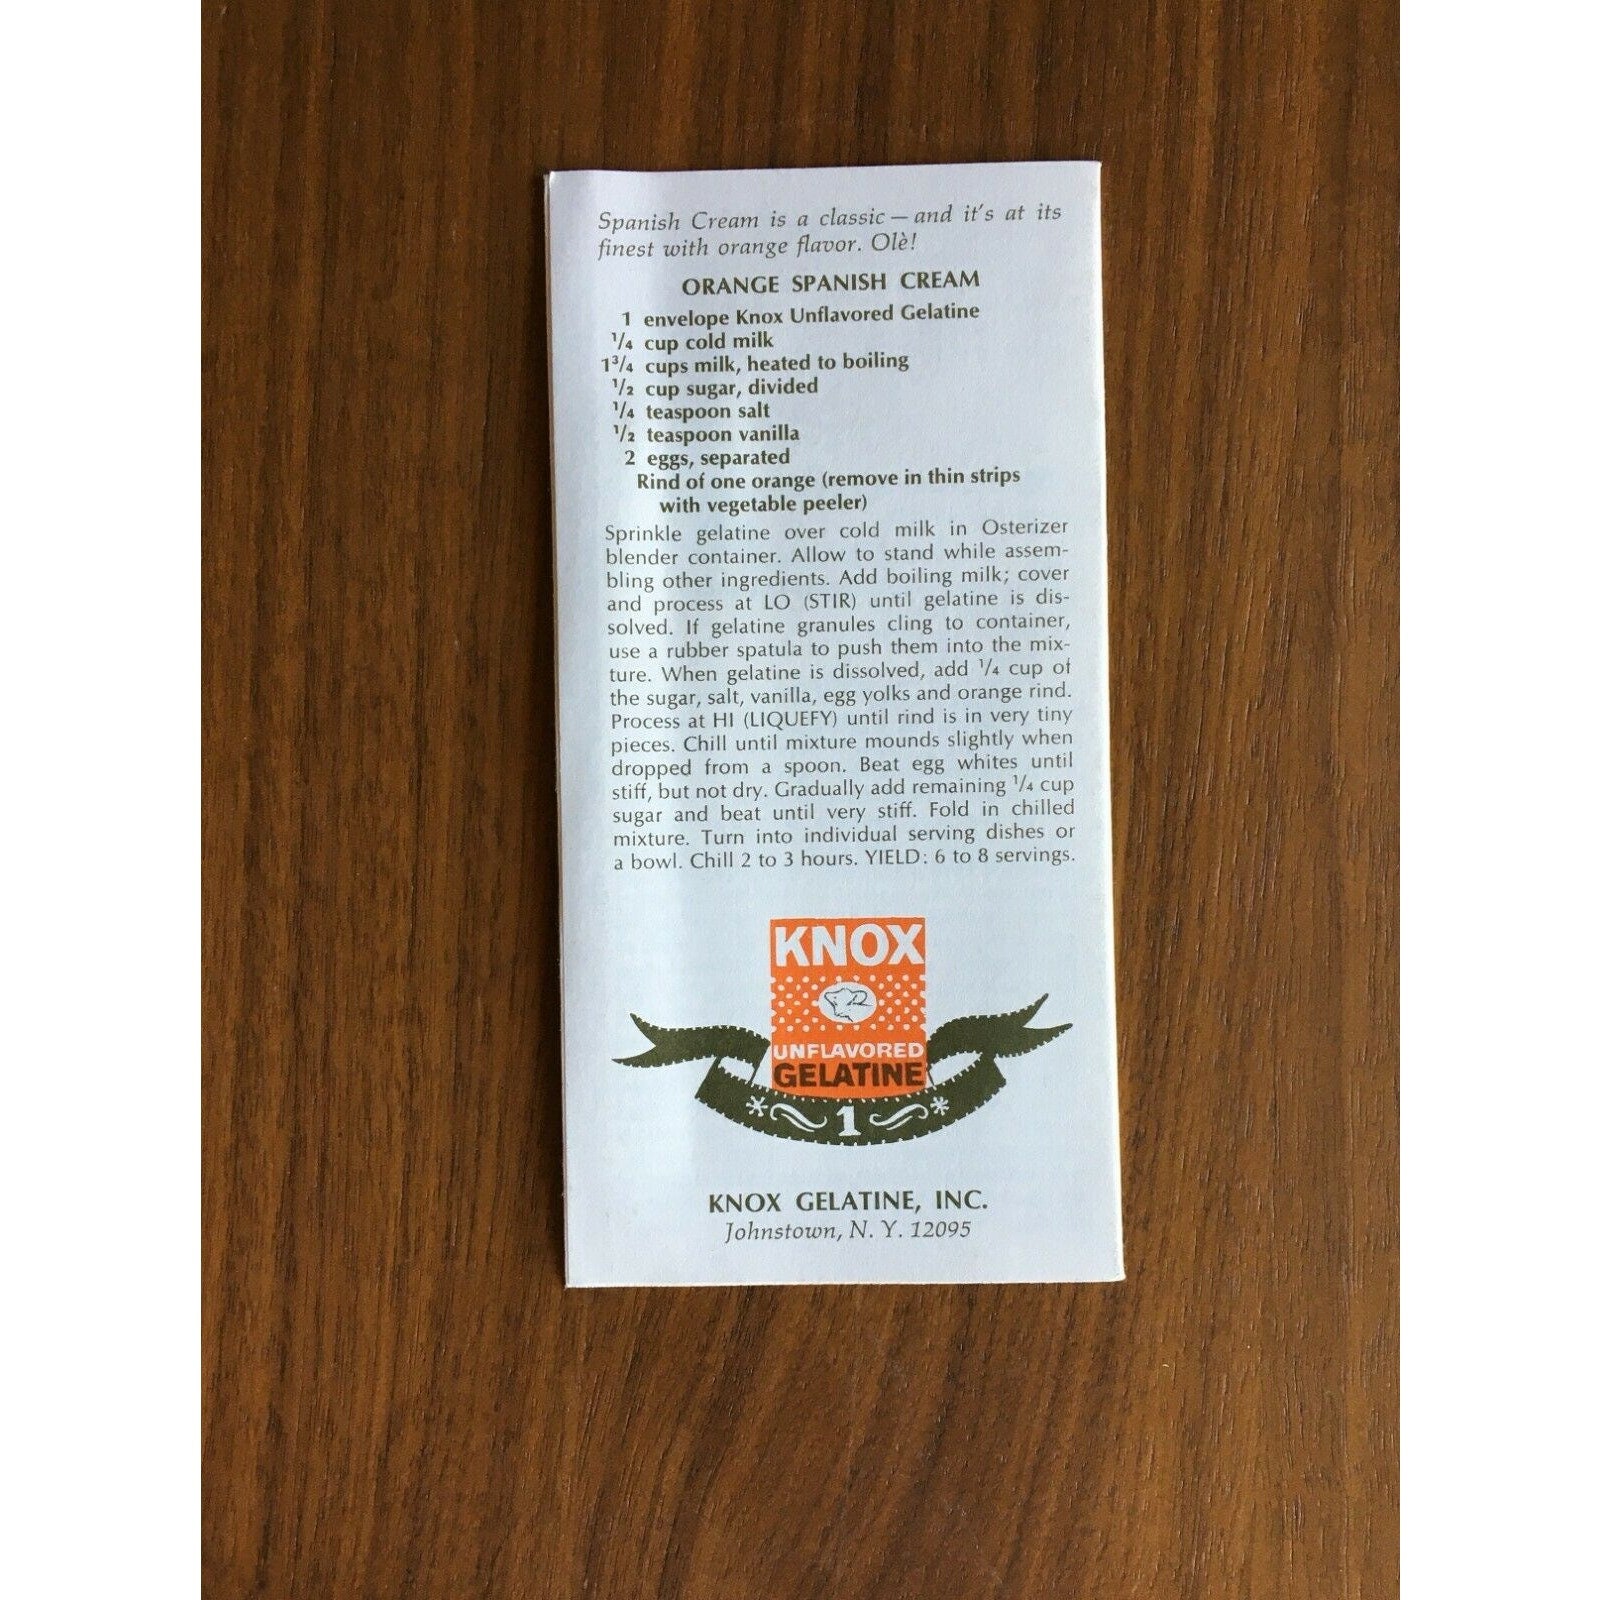 Spanish Cream is a classic — and it's at its
finest with orange flavor. Olè!
ORANGE SPANISH CREAM
1 envelope Knox Unflavored Gelatine
1/4 cup cold milk
1 3/4 cups milk, heated to boiling
1/2 cup sugar, divided
1/4 teaspoon salt
1/2 teaspoon vanilla
2 eggs, separated
Rind of one orange (remove in thin strips
with vegetable peeler)
Sprinkle gelatine over cold milk in Osterizer
blender container. Allow to stand while assem-
bling other ingredients. Add boiling milk; cover
and process at LO (STIR) until gelatine is dis-
solved. If gelatine granules cling to container,
use a rubber spatula to push them into the mix-
ture. When gelatine is dissolved, add 1/4 cup of
the sugar, salt, vanilla, egg yolks and orange rind.
Process at HI (LIQUEFY) until rind is in very tiny
pieces. Chill until mixture mounds slightly when
dropped from a spoon. Beat egg whites until
stiff, but not dry. Gradually add remaining 1/4 cup
sugar and beat until very stiff. Fold in chilled
mixture. Turn into individual serving dishes or
a bowl. Chill 2 to 3 hours. YIELD: 6 to 8 servings.
KNOX
UNFLAVORED
GELATINE
1
KNOX GELATINE, INC.
Johnstown, N. Y. 12095